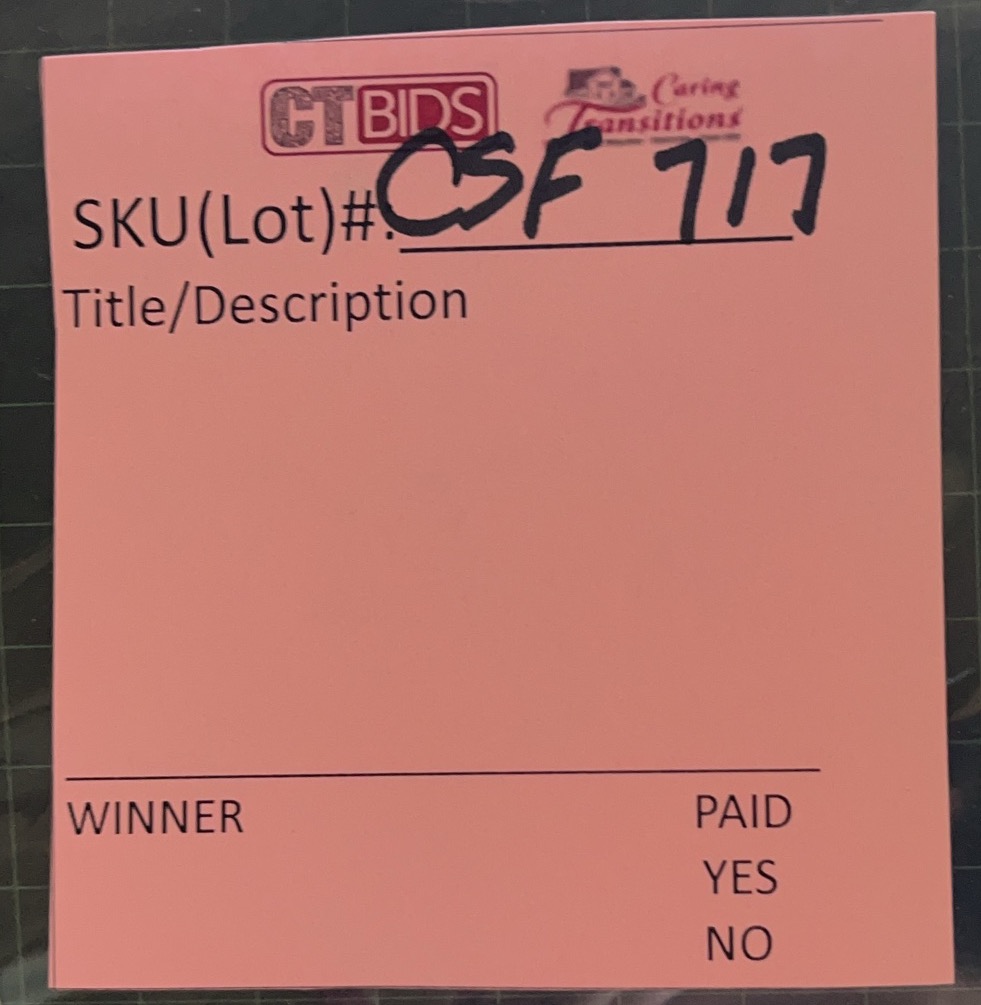 CTBIDS Caring Transitions
SKU(Lot)#: CSF 717
Title/Description
WINNER PAID
YES
NO